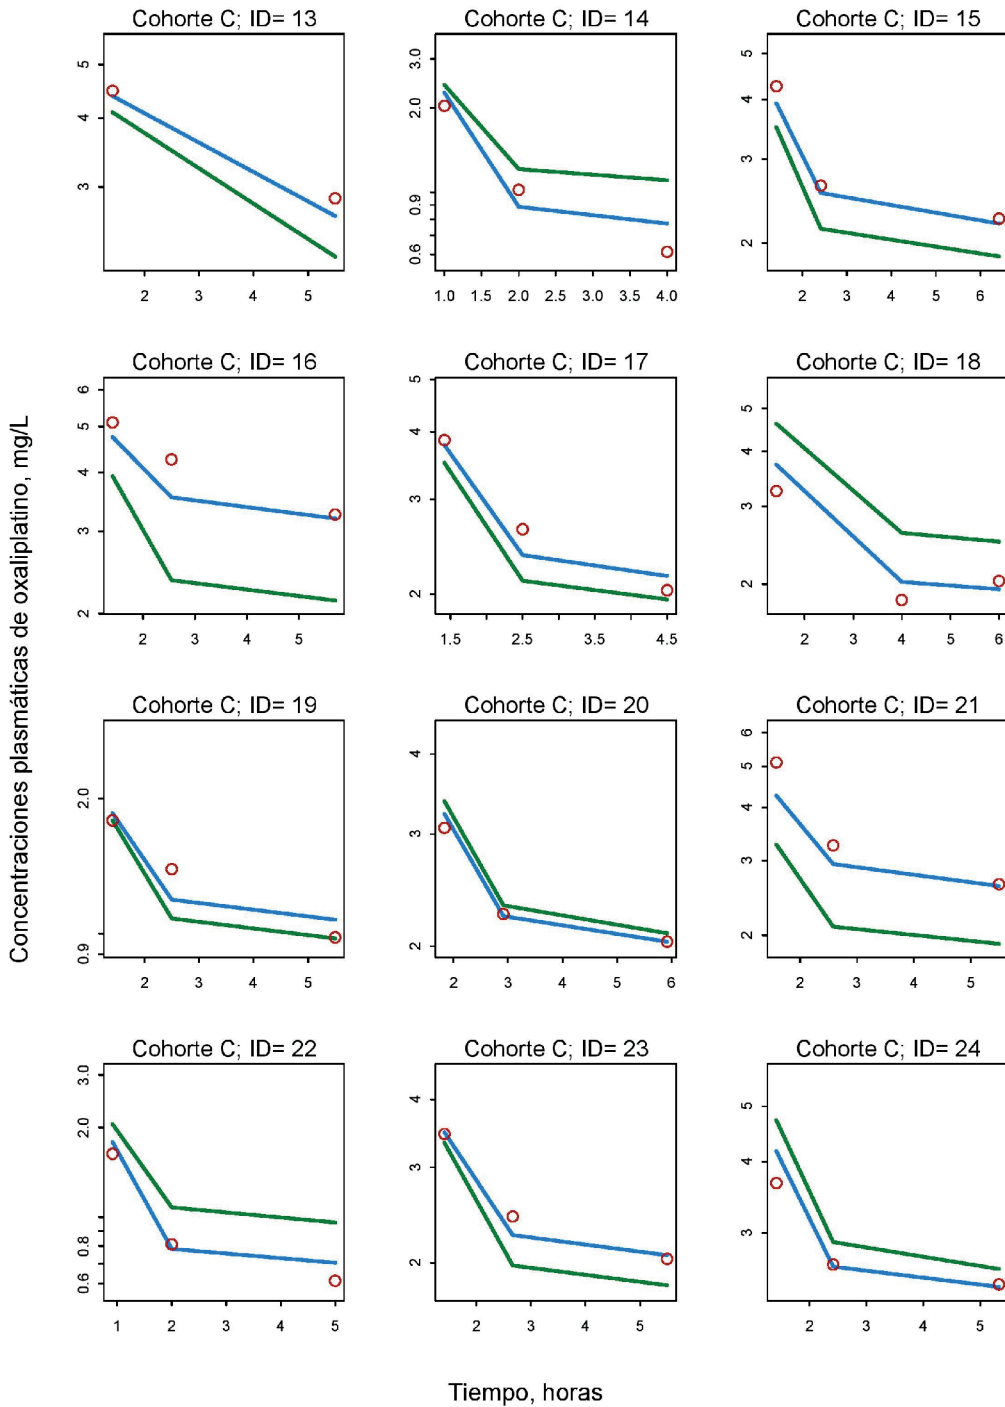 Cohorte C; ID= 13
5
4
3
2 3 4 5
Cohorte C; ID= 14
3.0
2.0
0.9
0.6
1.0 1.5 2.0 2.5 3.0 3.5 4.0
Cohorte C; ID= 15
5
4
3
2
2 3 4 5 6
Cohorte C; ID= 16
6
5
4
3
2
2 3 4 5
Cohorte C; ID= 17
5
4
3
2
1.5 2.5 3.5 4.5
Cohorte C; ID= 18
5
4
3
2
2 3 4 5 6
Cohorte C; ID= 19
2.0
0.9
2 3 4 5
Cohorte C; ID= 20
4
3
2
2 3 4 5 6
Cohorte C; ID= 21
6
5
4
3
2
2 3 4 5
Cohorte C; ID= 22
3.0
2.0
0.8
0.6
1 2 3 4 5
Cohorte C; ID= 23
4
3
2
2 3 4 5
Cohorte C; ID= 24
5
4
3
2 3 4 5
Concentraciones plasmáticas de oxaliplatino, mg/L
Tiempo, horas